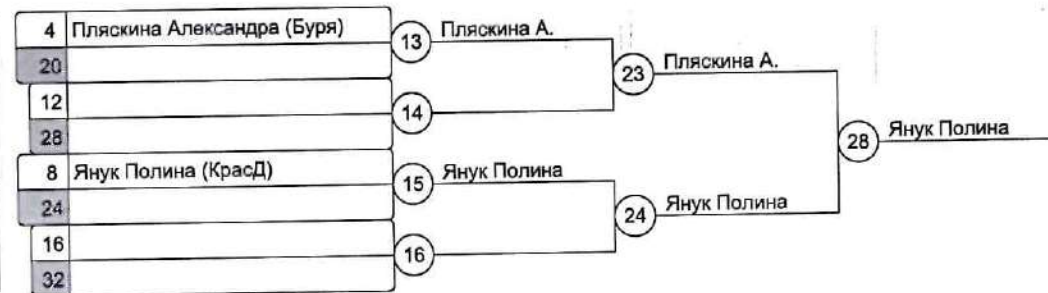 4 Пляскина Александра (Буря)
20
12
28
8 Янук Полина (КрасД)
24
16
32
13 Пляскина А.
14
15 Янук Полина
16
23 Пляскина А.
24 Янук Полина
28 Янук Полина